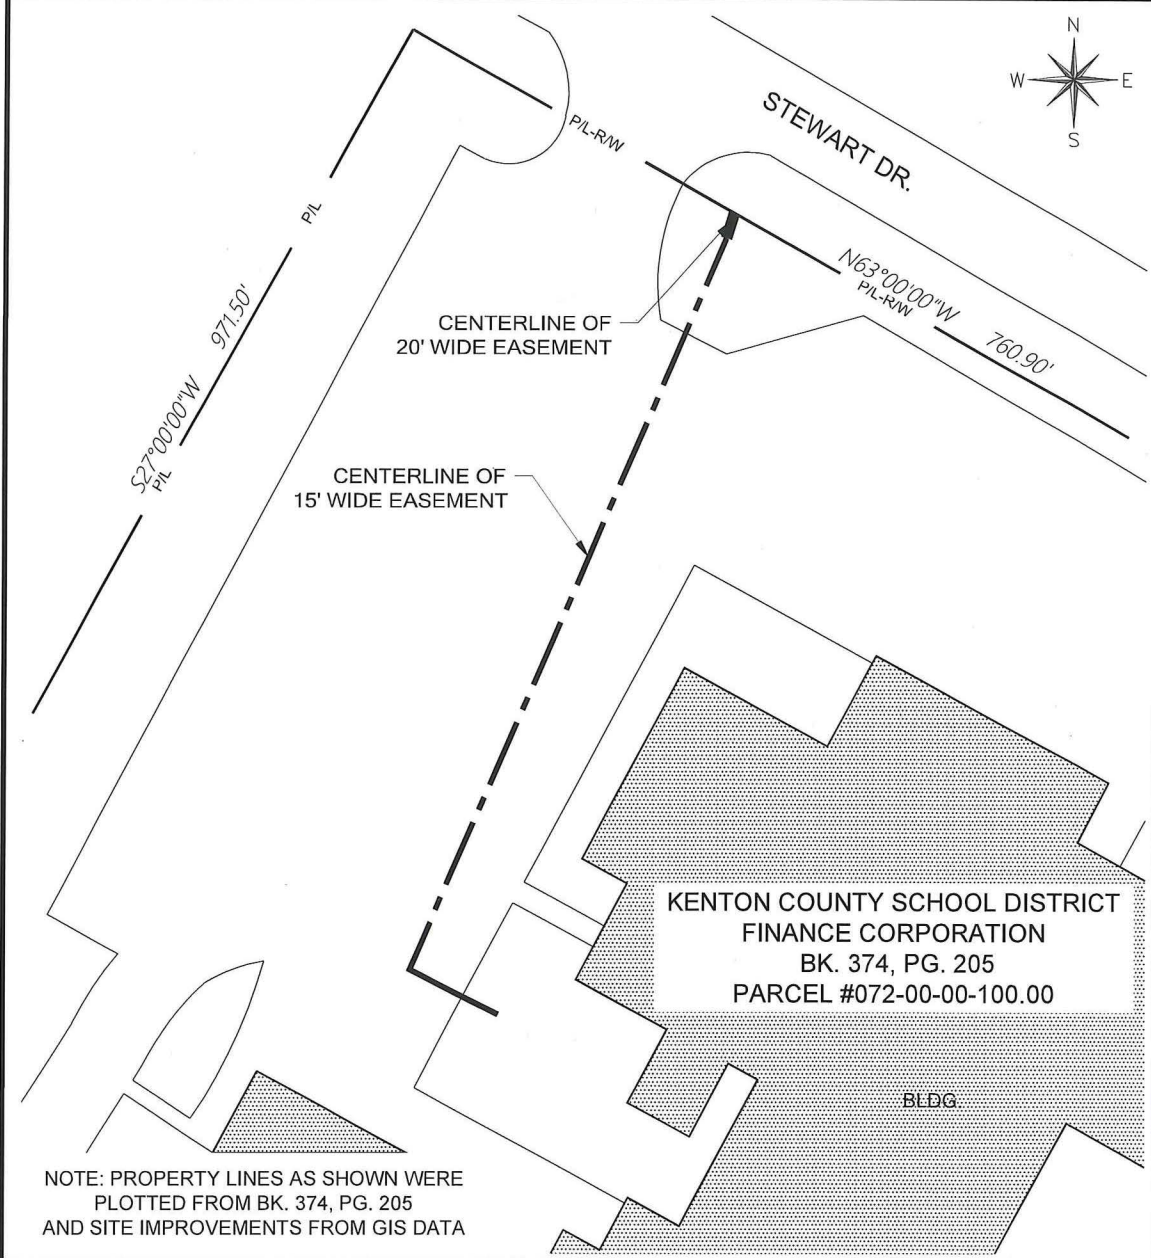 N
W E
S
STEWART DR.
P/L-R/W
P/L
N63°00'00"W
P/L-R/W
760.90'
971.50'
S27°00'00"W
P/L
CENTERLINE OF
20' WIDE EASEMENT
CENTERLINE OF
15' WIDE EASEMENT
KENTON COUNTY SCHOOL DISTRICT
FINANCE CORPORATION
BK. 374, PG. 205
PARCEL #072-00-00-100.00
BLDG.
NOTE: PROPERTY LINES AS SHOWN WERE
PLOTTED FROM BK. 374, PG. 205
AND SITE IMPROVEMENTS FROM GIS DATA